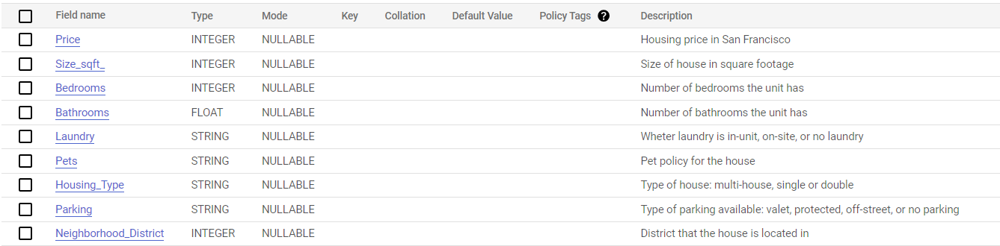 Field name Type Mode Key Collation Default Value Policy Tags ? Description
Price INTEGER NULLABLE Housing price in San Francisco
Size_sqft_ INTEGER NULLABLE Size of house in square footage
Bedrooms INTEGER NULLABLE Number of bedrooms the unit has
Bathrooms FLOAT NULLABLE Number of bathrooms the unit has
Laundry STRING NULLABLE Wheter laundry is in-unit, on-site, or no laundry
Pets STRING NULLABLE Pet policy for the house
Housing_Type STRING NULLABLE Type of house: multi-house, single or double
Parking STRING NULLABLE Type of parking available: valet, protected, off-street, or no parking
Neighborhood_District INTEGER NULLABLE District that the house is located in